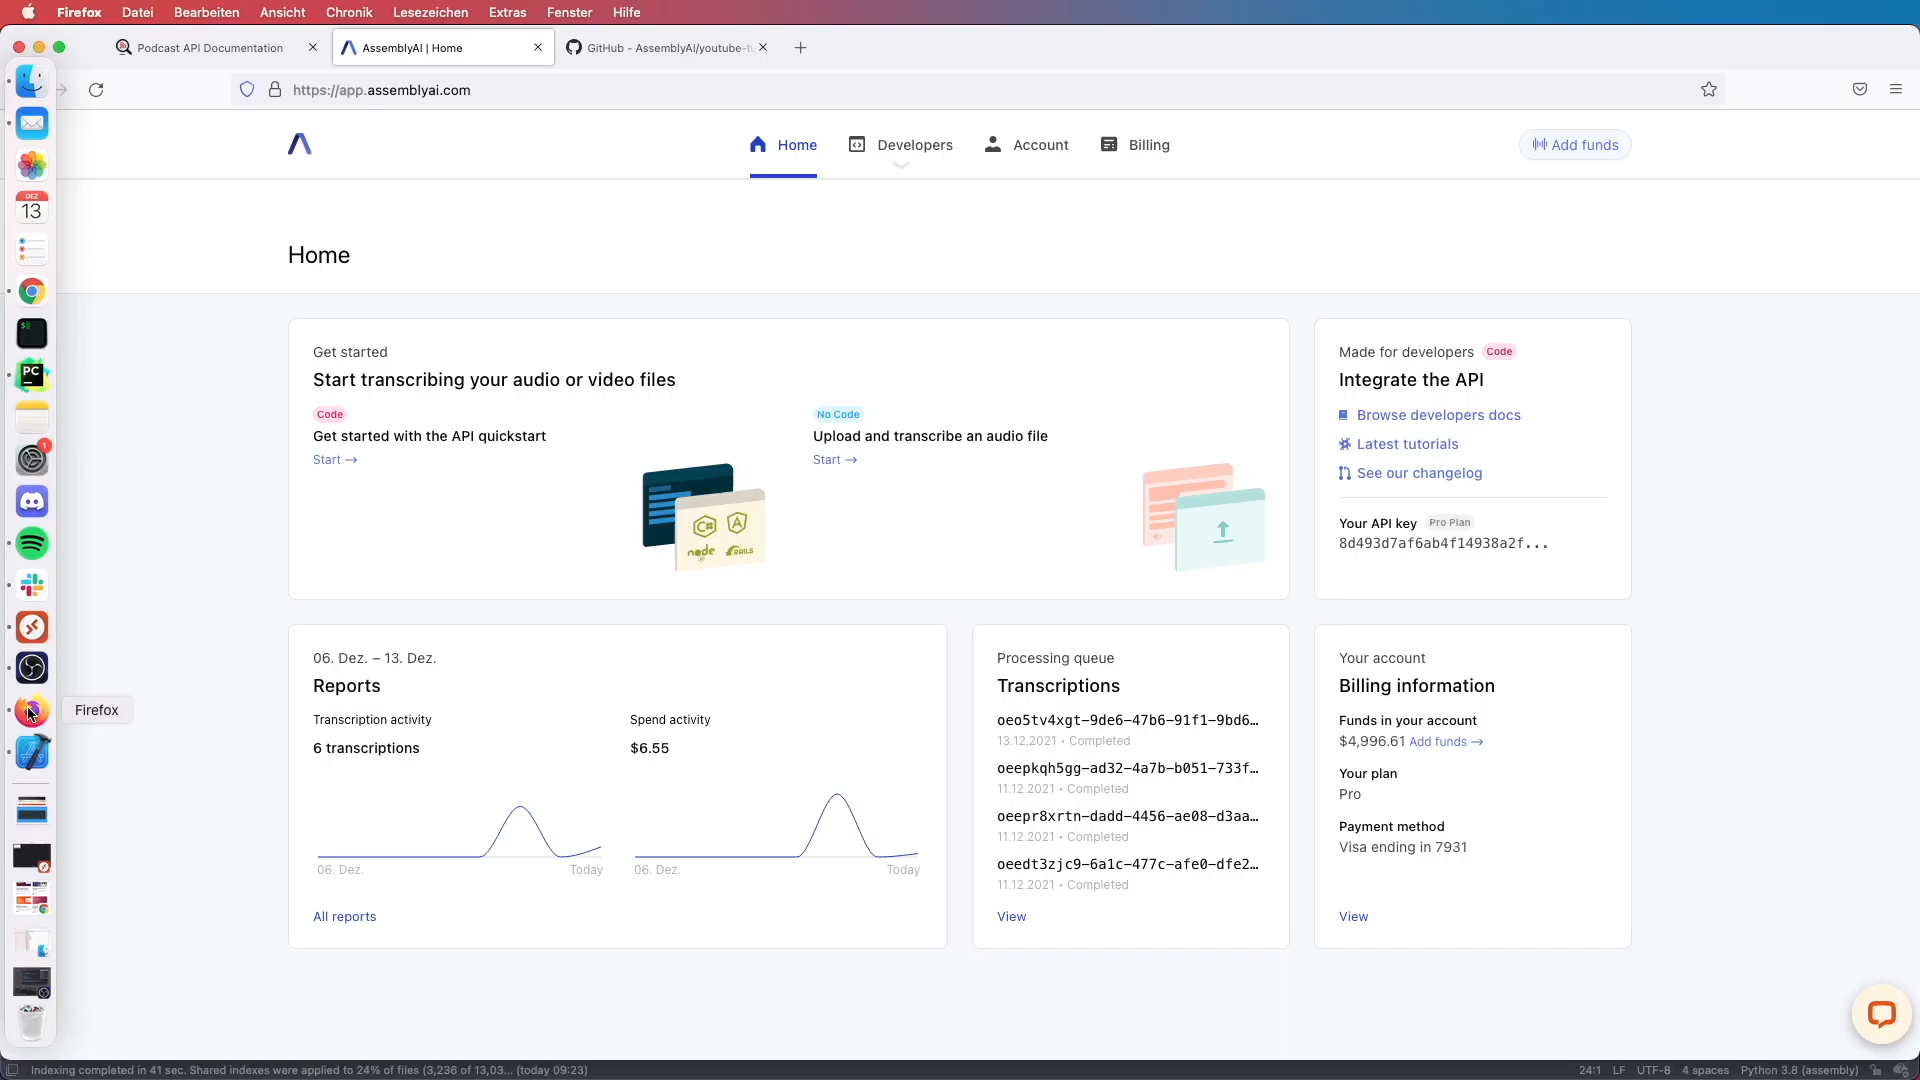 Firefox Datei Bearbeiten Ansicht Chronik Lesezeichen Extras Fenster Hilfe
Podcast API Documentation
AssemblyAI | Home
GitHub - AssemblyAI/youtube-tu
https://app.assemblyai.com
Home
Developers
Account
Billing
Add funds
Home
Get started
Start transcribing your audio or video files
Code
Get started with the API quickstart
Start →
No Code
Upload and transcribe an audio file
Start →
C#
node
RAILS
Made for developers Code
Integrate the API
Browse developers docs
Latest tutorials
See our changelog
Your API key Pro Plan
8d493d7af6ab4f14938a2f...
06. Dez. – 13. Dez.
Reports
Transcription activity
6 transcriptions
06. Dez. Today
Spend activity
$6.55
06. Dez. Today
All reports
Processing queue
Transcriptions
oeo5tv4xgt-9de6-47b6-91f1-9bd6…
13.12.2021 • Completed
oeepkqh5gg-ad32-4a7b-b051-733f…
11.12.2021 • Completed
oeepr8xrtn-dadd-4456-ae08-d3aa…
11.12.2021 • Completed
oeedt3zjc9-6a1c-477c-afe0-dfe2…
11.12.2021 • Completed
View
Your account
Billing information
Funds in your account
$4,996.61 Add funds →
Your plan
Pro
Payment method
Visa ending in 7931
View
DEZ
13
$
PC
1
Firefox
Indexing completed in 41 sec. Shared indexes were applied to 24% of files (3,236 of 13,03... (today 09:23)
24:1 LF UTF-8 4 spaces Python 3.8 (assembly)